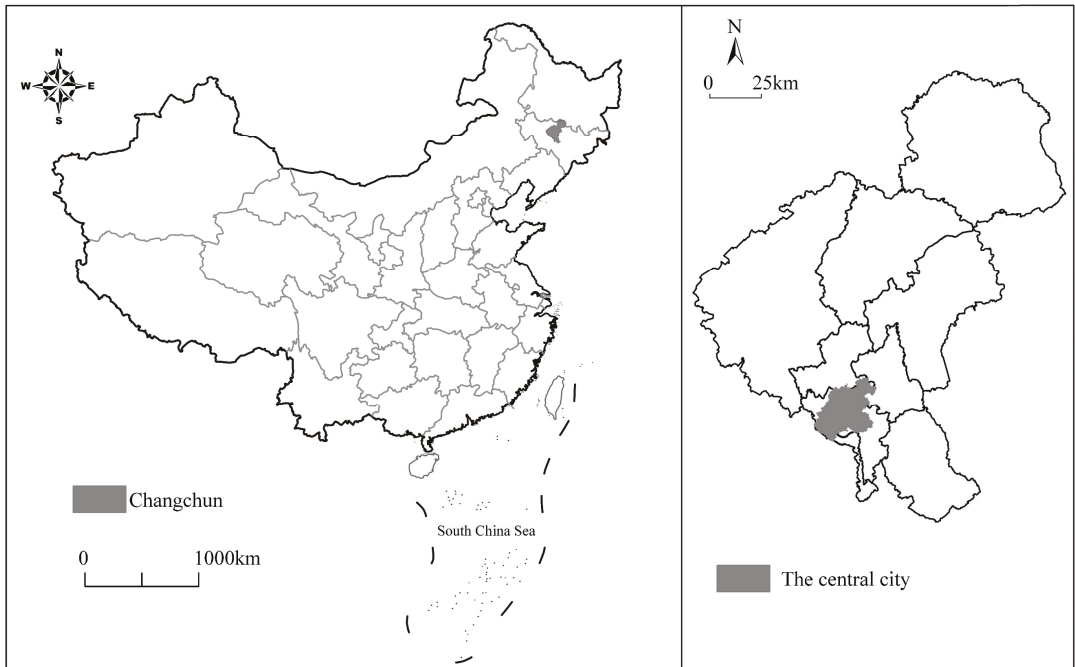 N
W E
S
Changchun
0 1000km
South China Sea
N
0 25km
The central city